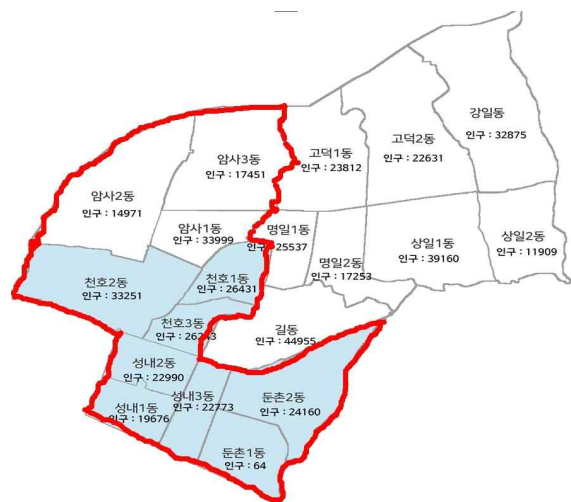 강일동
인구 : 32875
고덕2동
인구 : 22631
고덕1동
인구 : 23812
암사3동
인구 : 17451
암사2동
인구 : 14971
암사1동
인구 : 33999
명일1동
인구 : 25537
명일2동
인구 : 17253
상일1동
인구 : 39160
상일2동
인구 : 11909
천호2동
인구 : 33251
천호1동
인구 : 26431
천호3동
인구 :
길동
인구 : 44955
성내2동
인구 : 22990
성내3동
인구 : 22773
성내1동
인구 : 19676
둔촌2동
인구 : 24160
둔촌1동
인구 : 64